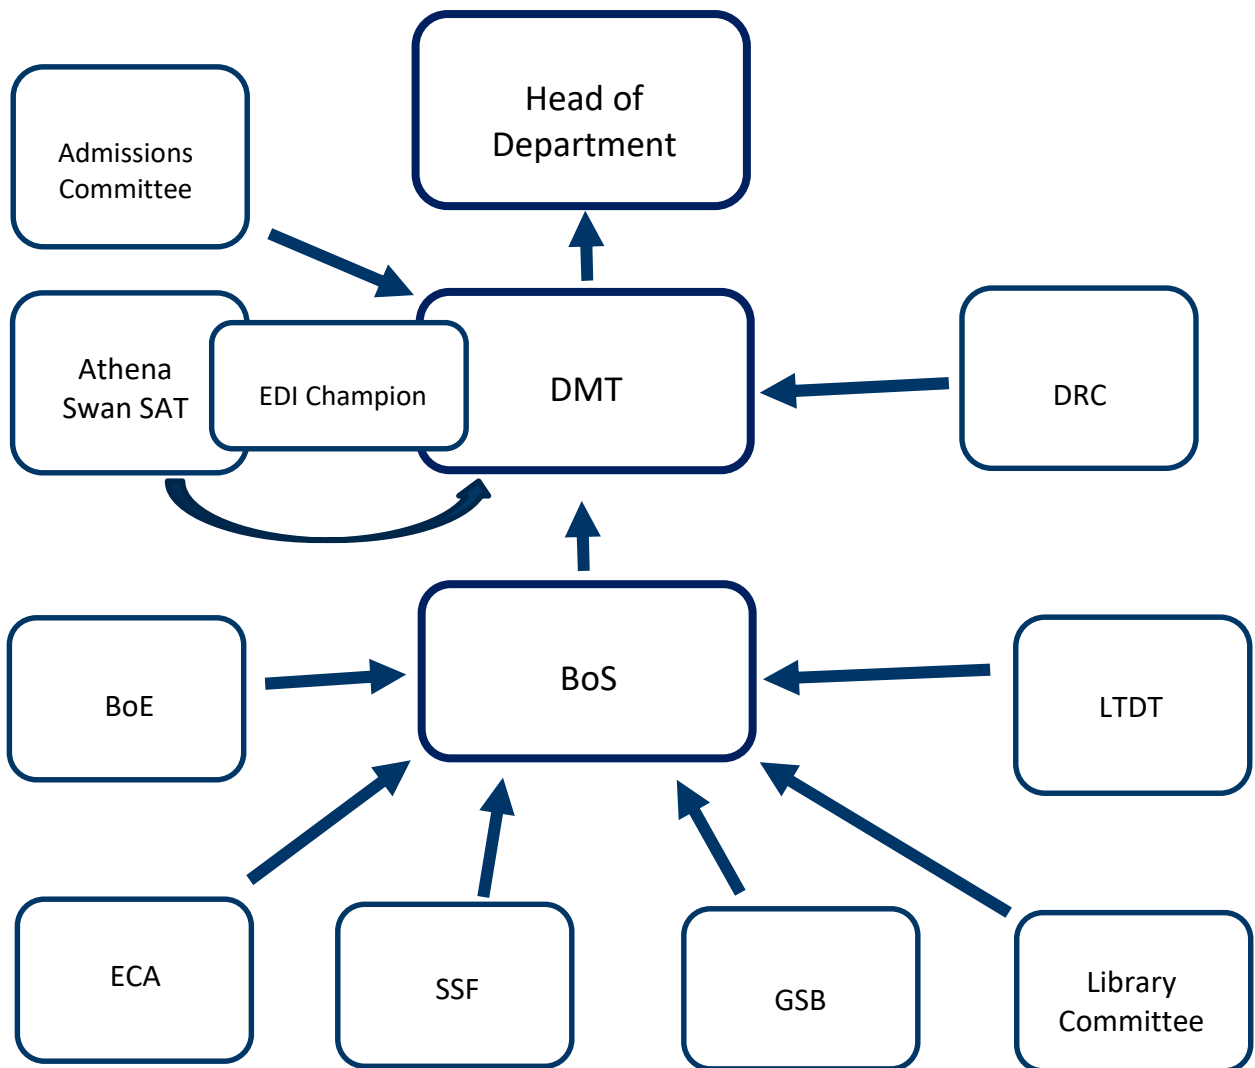 Head of
Department
Admissions
Committee
Athena
Swan SAT
EDI Champion
DMT
DRC
BoE
BoS
LTDT
ECA
SSF
GSB
Library
Committee